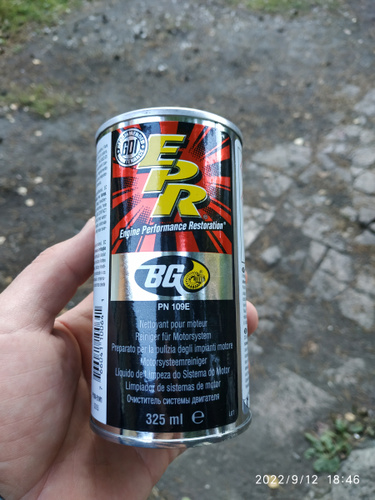 GDI
EPR®
Engine Performance Restoration®
BG
PN 109E
Nettoyant pour moteur
Reiniger für Motorsystem
Preparato per la pulizia degli impianti motore
Motorsysteemreiniger
Líquido de Limpeza do Sistema do Motor
Limpiador de sistemas de motor
Очиститель системы двигателя
325 ml ℮
2022/9/12 18:46